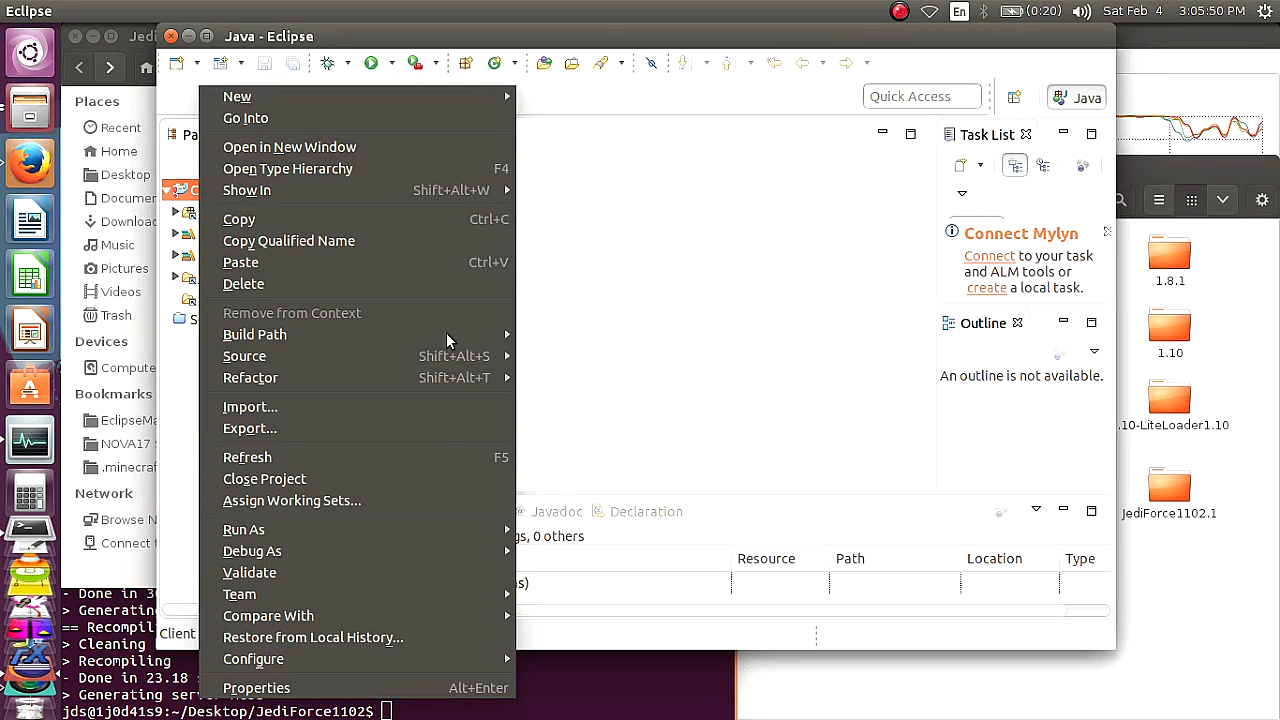 Eclipse
En
(0:20)
Sat Feb 4
3:05:50 PM
Java - Eclipse
Quick Access
Java
Places
Recent
Home
Desktop
Music
Pictures
Videos
Trash
Devices
Bookmarks
NOVA17
Network
Browse N
New
Go Into
Open in New Window
Open Type Hierarchy F4
Show In Shift+Alt+W
Copy Ctrl+C
Copy Qualified Name
Paste Ctrl+V
Delete
Remove from Context
Build Path
Source Shift+Alt+S
Refactor Shift+Alt+T
Import...
Export...
Refresh F5
Close Project
Assign Working Sets...
Run As
Debug As
Validate
Team
Compare With
Restore from Local History...
Configure
Properties Alt+Enter
Task List
Connect Mylyn
Connect to your task
and ALM tools or
create a local task.
Outline
An outline is not available.
Javadoc
Declaration
gs, 0 others
Resource Path Location Type
Client
1.8.1
1.10
.10-LiteLoader1.10
JediForce1102.1
- Done in 3
> Generating
== Recompil
> Cleaning
> Recompiling
- Done in 23.18
> Generating
jds@1j0d41s9:~/Desktop/JediForce1102$